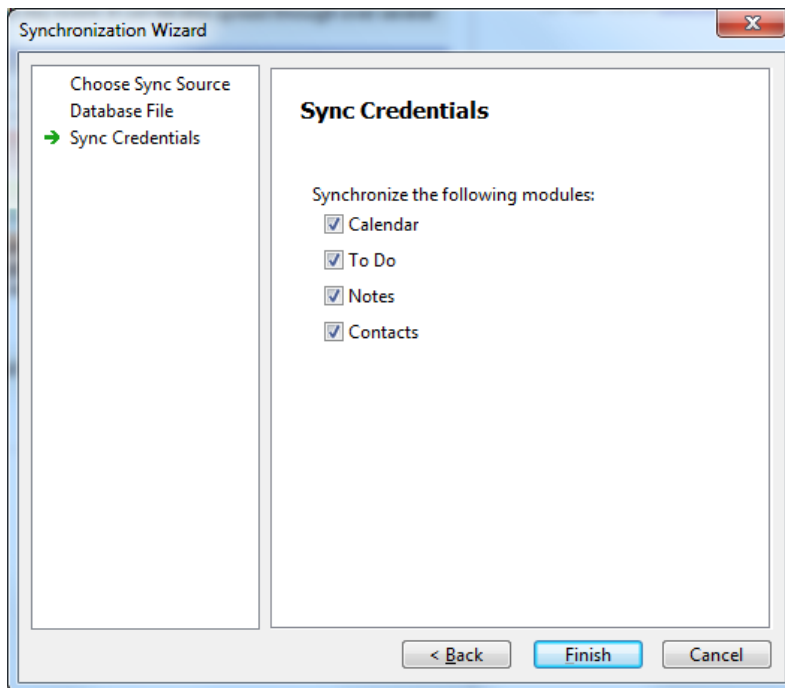 Synchronization Wizard
Choose Sync Source
Database File
Sync Credentials
Sync Credentials
Synchronize the following modules:
Calendar
To Do
Notes
Contacts
< Back
Finish
Cancel